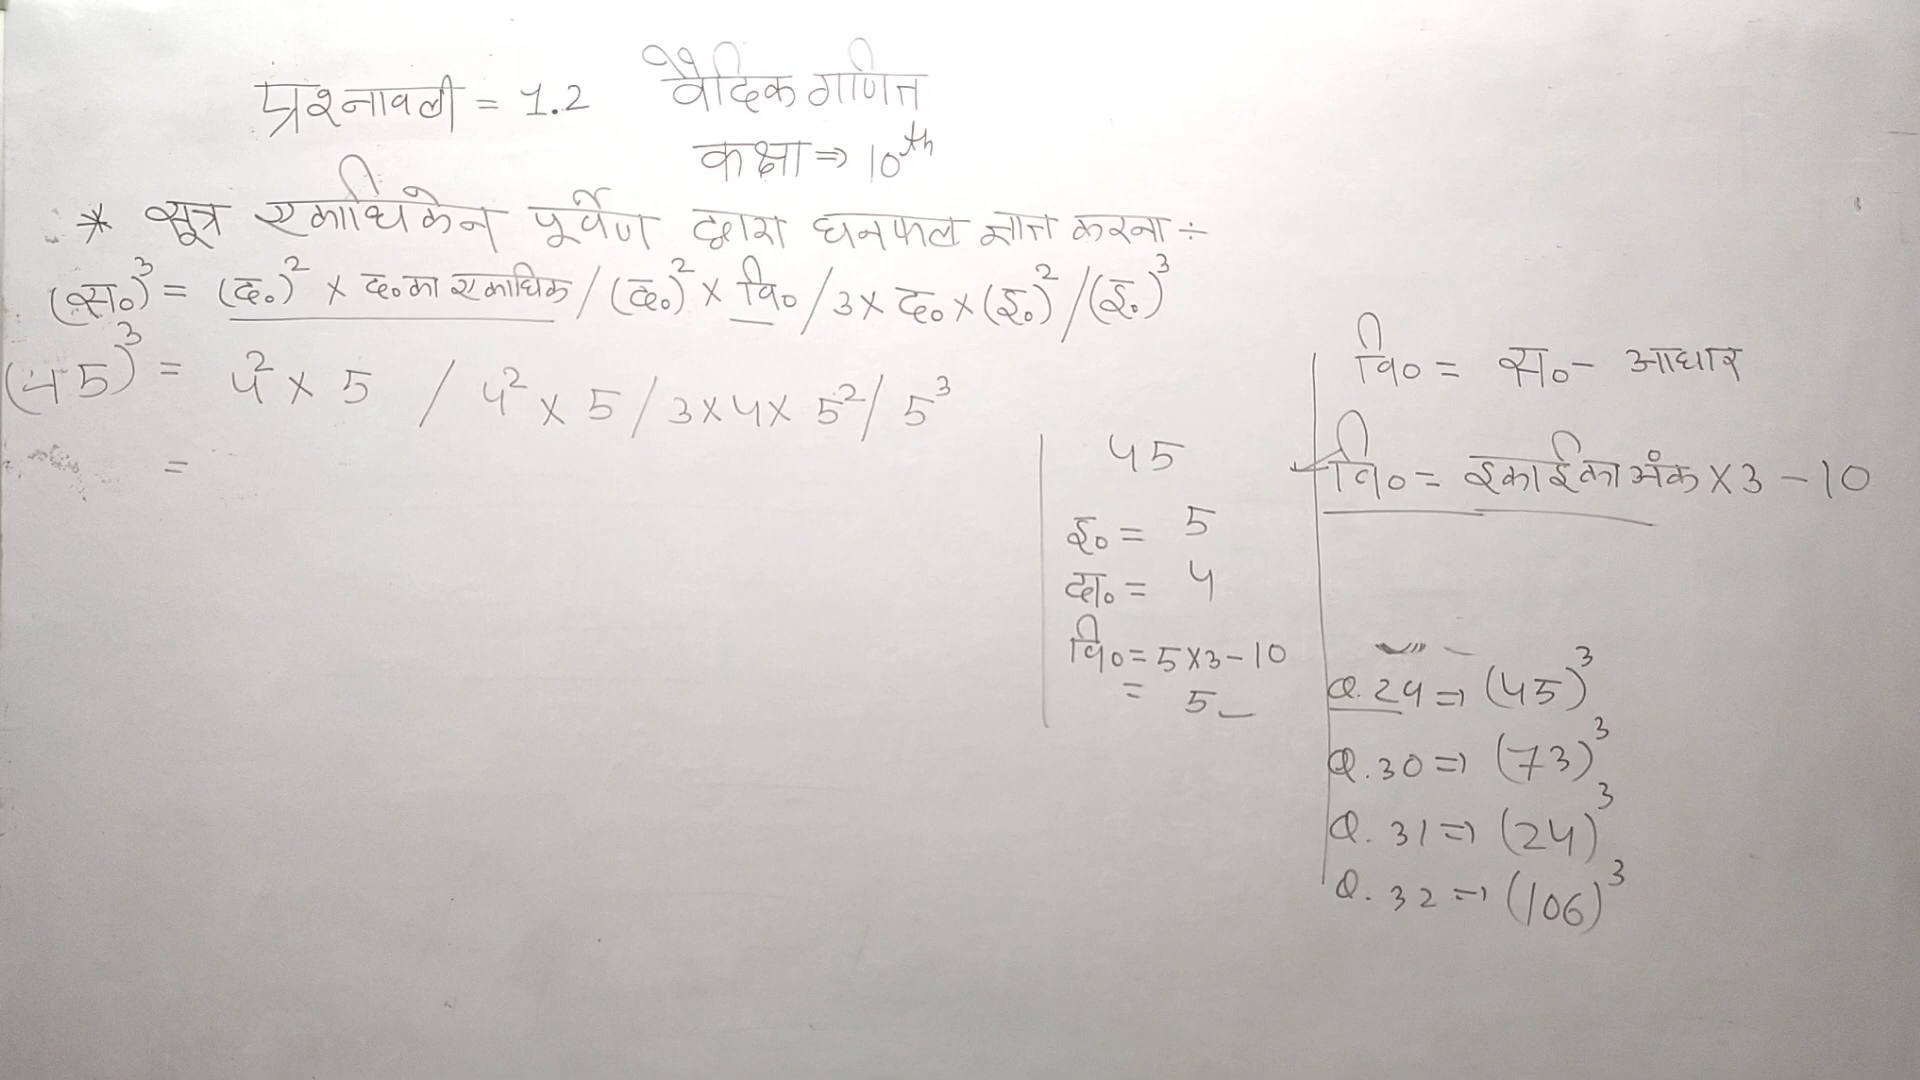 प्रश्नावली = 1.2 वैदिक गणित
कक्षा ⇒ 10th
* सूत्र एकाधिकेन पूर्वेण द्वारा घनफल ज्ञात करना ÷
(स०)³ = (द०)² × द० का एकाधिक / (द०)² × वि० / 3 × द० × (इ०)² / (इ०)³
(45)³ = 4² × 5 / 4² × 5 / 3 × 4 × 5² / 5³
=
45
इ० = 5
दा० = 4
वि० = 5 × 3 - 10
= 5
वि० = स० - आधार
वि० = इकाई का अंक × 3 - 10
Q. 29 ⇒ (45)³
Q. 30 ⇒ (73)³
Q. 31 ⇒ (24)³
Q. 32 ⇒ (106)³